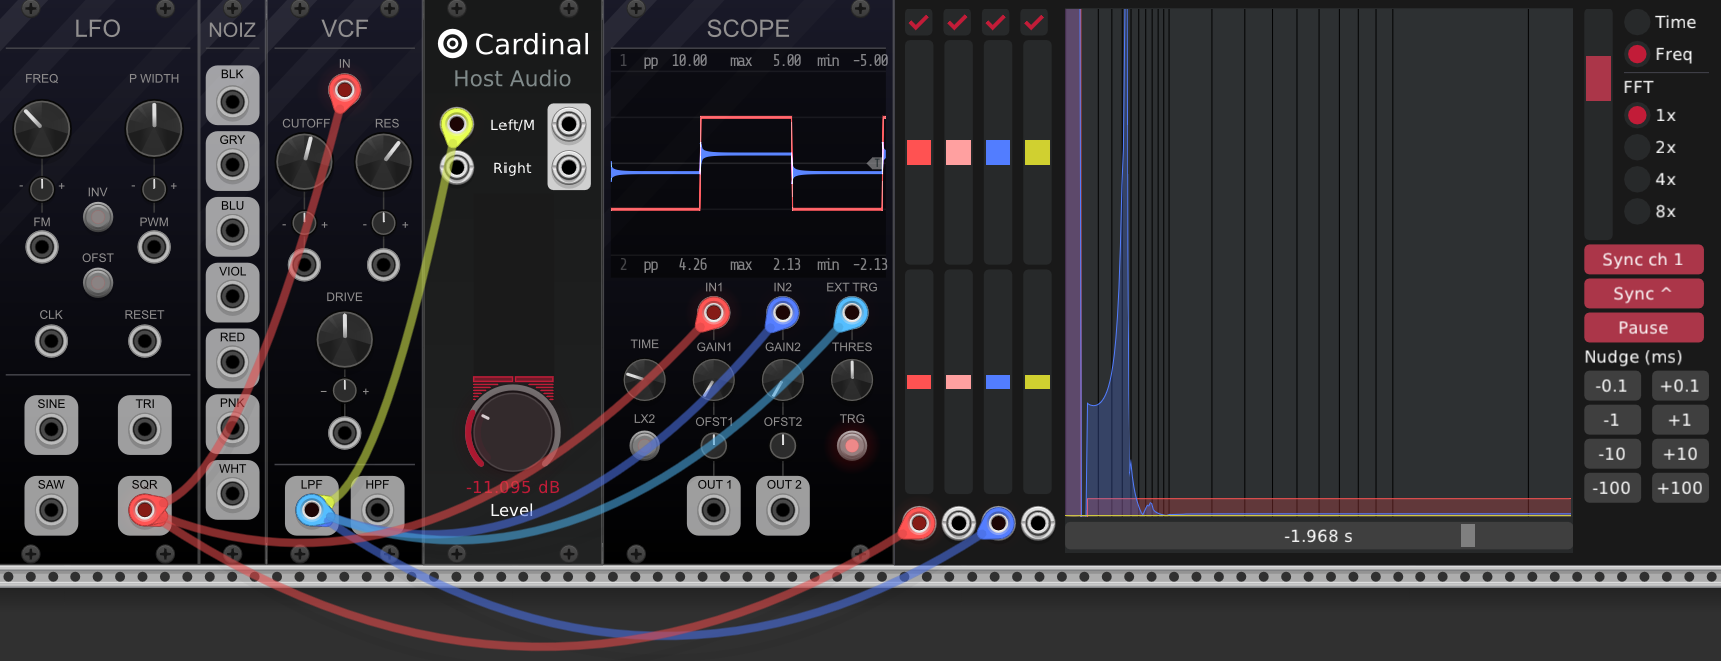 LFO
FREQ
P WIDTH
- +
- +
INV
FM
PWM
OFST
CLK
RESET
SINE
TRI
SAW
SQR
NOIZ
BLK
GRY
BLU
VIOL
RED
PNK
WHT
VCF
IN
CUTOFF
RES
- +
- +
DRIVE
- +
LPF
HPF
Cardinal
Host Audio
Left/M
Right
-11.095 dB
Level
SCOPE
1 pp 10.00 max 5.00 min -5.00
T
2 pp 4.26 max 2.13 min -2.13
IN1
IN2
EXT TRG
TIME
GAIN1
GAIN2
THRES
LX2
OFST1
OFST2
TRG
OUT 1
OUT 2
-1.968 s
Time
Freq
FFT
1x
2x
4x
8x
Sync ch 1
Sync ^
Pause
Nudge (ms)
-0.1 +0.1
-1 +1
-10 +10
-100 +100